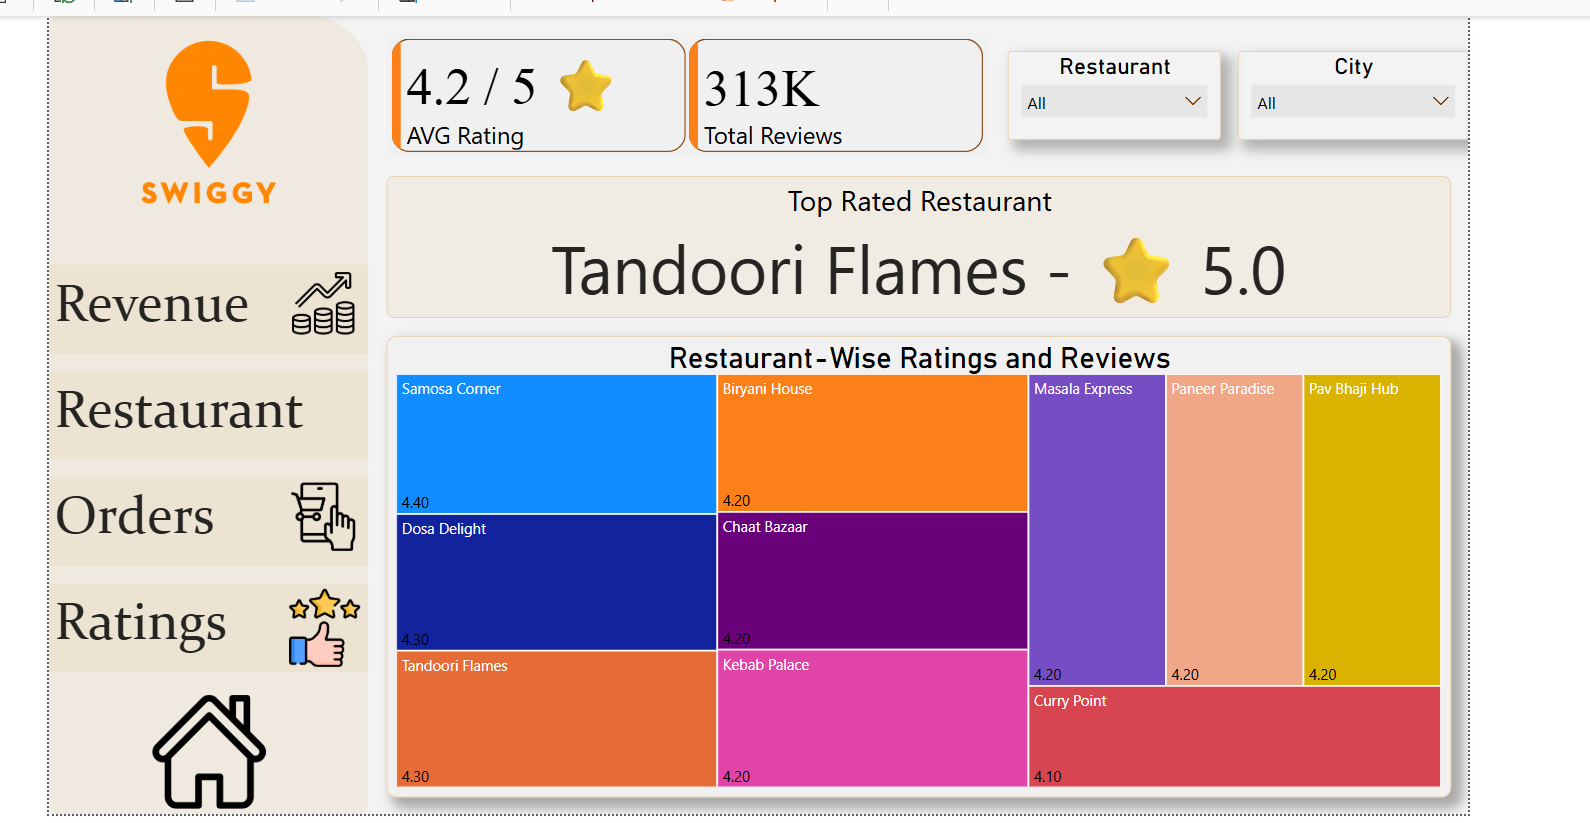 SWIGGY
Revenue
Restaurant
Orders
Ratings
4.2 / 5
AVG Rating
313K
Total Reviews
Restaurant
All
City
All
Top Rated Restaurant
Tandoori Flames - 5.0
Restaurant-Wise Ratings and Reviews
Samosa Corner
4.40
Dosa Delight
4.30
Tandoori Flames
4.30
Biryani House
4.20
Chaat Bazaar
4.20
Kebab Palace
4.20
Masala Express
4.20
Paneer Paradise
4.20
Pav Bhaji Hub
4.20
Curry Point
4.10